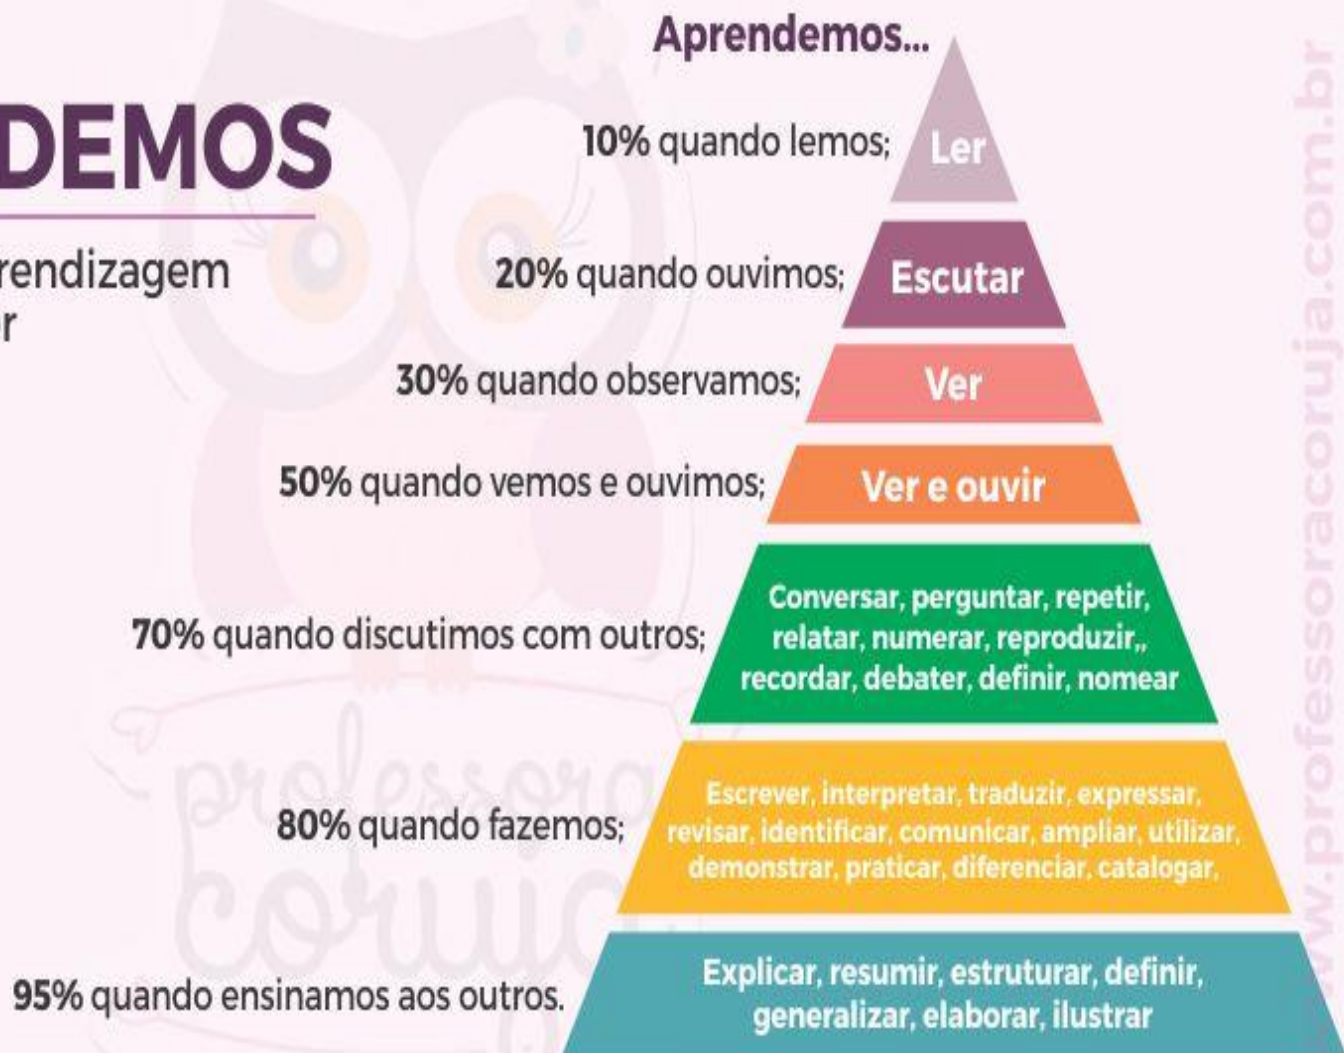 Aprendemos...
DEMOS
rendizagem
r
10% quando lemos;
Ler
20% quando ouvimos;
Escutar
30% quando observamos;
Ver
50% quando vemos e ouvimos;
Ver e ouvir
70% quando discutimos com outros;
Conversar, perguntar, repetir,
relatar, numerar, reproduzir,,
recordar, debater, definir, nomear
80% quando fazemos;
Escrever, interpretar, traduzir, expressar,
revisar, identificar, comunicar, ampliar, utilizar,
demonstrar, praticar, diferenciar, catalogar,
95% quando ensinamos aos outros.
Explicar, resumir, estruturar, definir,
generalizar, elaborar, ilustrar
professora
coruja
www.professoracoruja.com.br